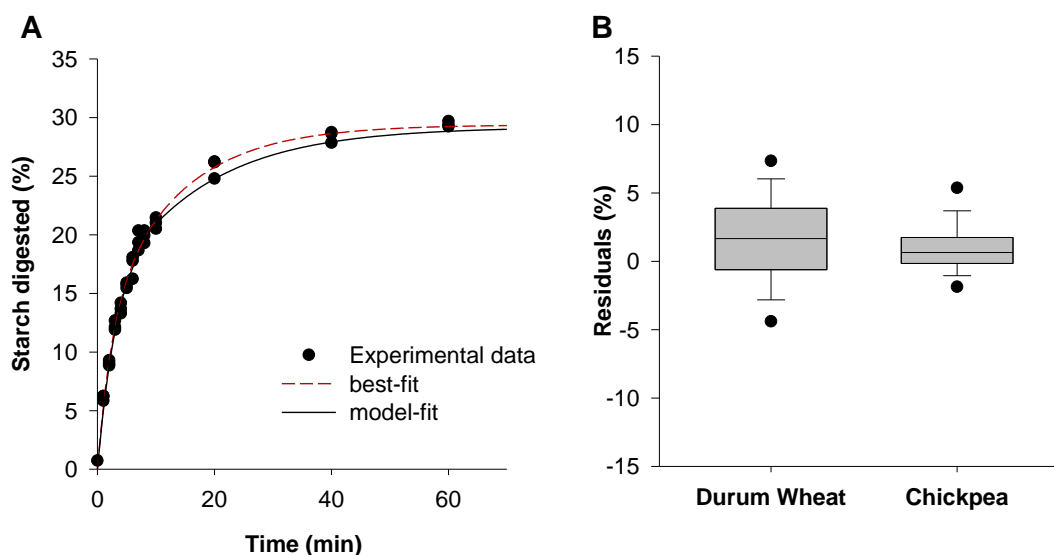 A
35
30
25
20
15
10
5
0
Starch digested (%)
Experimental data
best-fit
model-fit
0
20
40
60
Time (min)
B
15
10
5
0
-5
-10
-15
Residuals (%)
Durum Wheat
Chickpea